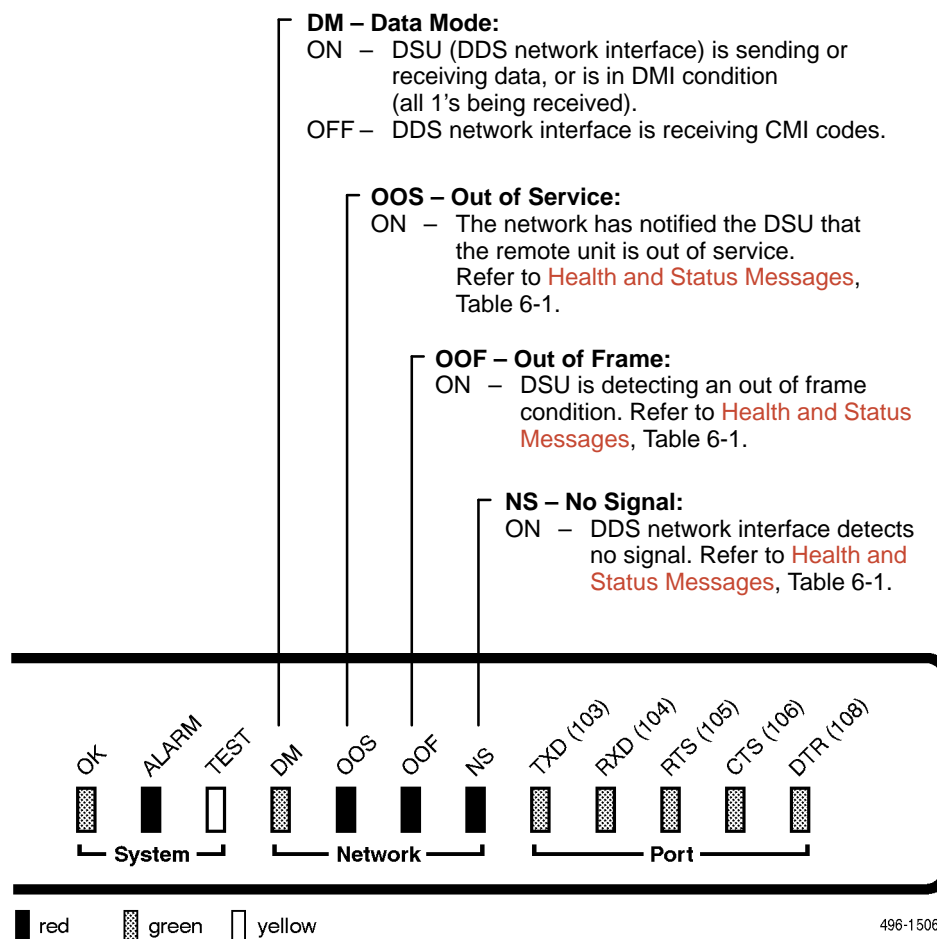 DM – Data Mode:
ON – DSU (DDS network interface) is sending or
receiving data, or is in DMI condition
(all 1's being received).
OFF – DDS network interface is receiving CMI codes.
OOS – Out of Service:
ON – The network has notified the DSU that
the remote unit is out of service.
Refer to Health and Status Messages,
Table 6-1.
OOF – Out of Frame:
ON – DSU is detecting an out of frame
condition. Refer to Health and Status
Messages, Table 6-1.
NS – No Signal:
ON – DDS network interface detects
no signal. Refer to Health and
Status Messages, Table 6-1.
OK ALARM TEST DM OOS OOF NS TXD (103) RXD (104) RTS (105) CTS (106) DTR (108)
System Network Port
red green yellow
496-1506